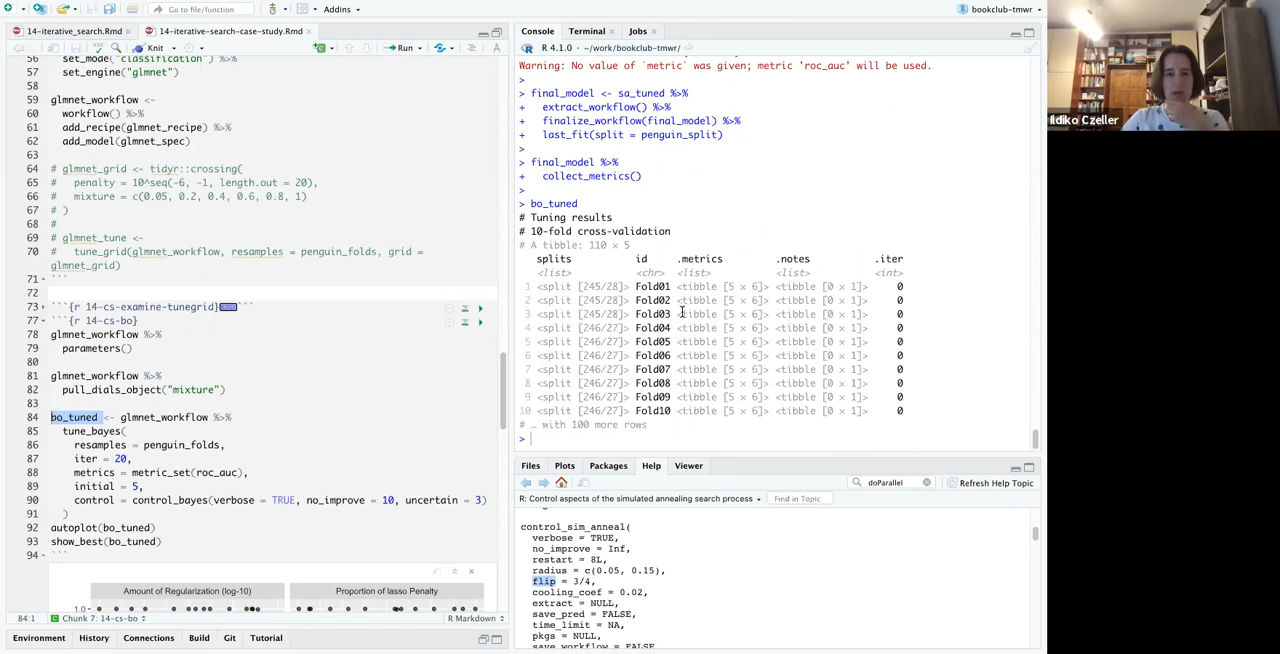 Go to file/function
Addins
bookclub-tmwr
14-iterative_search.Rmd
14-iterative-search-case-study.Rmd
Knit
Run
56 set_mode("classification") %>%
57 set_engine("glmnet")
58
59 glmnet_workflow <-
60 workflow() %>%
61 add_recipe(glmnet_recipe) %>%
62 add_model(glmnet_spec)
63
64 # glmnet_grid <- tidyr::crossing(
65 # penalty = 10^seq(-6, -1, length.out = 20),
66 # mixture = c(0.05, 0.2, 0.4, 0.6, 0.8, 1)
67 # )
68 #
69 # glmnet_tune <-
70 # tune_grid(glmnet_workflow, resamples = penguin_folds, grid =
glmnet_grid)
71 ```
72
73 ```{r 14-cs-examine-tunegrid} ```
77 ```{r 14-cs-bo}
78 glmnet_workflow %>%
79 parameters()
80
81 glmnet_workflow %>%
82 pull_dials_object("mixture")
83
84 bo_tuned <- glmnet_workflow %>%
85 tune_bayes(
86 resamples = penguin_folds,
87 iter = 20,
88 metrics = metric_set(roc_auc),
89 initial = 5,
90 control = control_bayes(verbose = TRUE, no_improve = 10, uncertain = 3)
91 )
92 autoplot(bo_tuned)
93 show_best(bo_tuned)
94 ```
Amount of Regularization (log-10)
Proportion of lasso Penalty
1.0
84:1
Chunk 7: 14-cs-bo
R Markdown
Environment
History
Connections
Build
Git
Tutorial
Console
Terminal
Jobs
R 4.1.0 · ~/work/bookclub-tmwr/
Warning: No value of `metric` was given; metric 'roc_auc' will be used.
>
> final_model <- sa_tuned %>%
+ extract_workflow() %>%
+ finalize_workflow(final_model) %>%
+ last_fit(split = penguin_split)
>
> final_model %>%
+ collect_metrics()
>
> bo_tuned
# Tuning results
# 10-fold cross-validation
# A tibble: 110 × 5
splits id .metrics .notes .iter
<list> <chr> <list> <list> <int>
1 <split [245/28]> Fold01 <tibble [5 × 6]> <tibble [0 × 1]> 0
2 <split [245/28]> Fold02 <tibble [5 × 6]> <tibble [0 × 1]> 0
3 <split [245/28]> Fold03 <tibble [5 × 6]> <tibble [0 × 1]> 0
4 <split [246/27]> Fold04 <tibble [5 × 6]> <tibble [0 × 1]> 0
5 <split [246/27]> Fold05 <tibble [5 × 6]> <tibble [0 × 1]> 0
6 <split [246/27]> Fold06 <tibble [5 × 6]> <tibble [0 × 1]> 0
7 <split [246/27]> Fold07 <tibble [5 × 6]> <tibble [0 × 1]> 0
8 <split [246/27]> Fold08 <tibble [5 × 6]> <tibble [0 × 1]> 0
9 <split [246/27]> Fold09 <tibble [5 × 6]> <tibble [0 × 1]> 0
10 <split [246/27]> Fold10 <tibble [5 × 6]> <tibble [0 × 1]> 0
# … with 100 more rows
>
Files
Plots
Packages
Help
Viewer
doParallel
Refresh Help Topic
R: Control aspects of the simulated annealing search process
Find in Topic
control_sim_anneal(
verbose = TRUE,
no_improve = Inf,
restart = 8L,
radius = c(0.05, 0.15),
flip = 3/4,
cooling_coef = 0.02,
extract = NULL,
save_pred = FALSE,
time_limit = NA,
pkgs = NULL,
save_workflow = FALSE
Ildiko Czeller